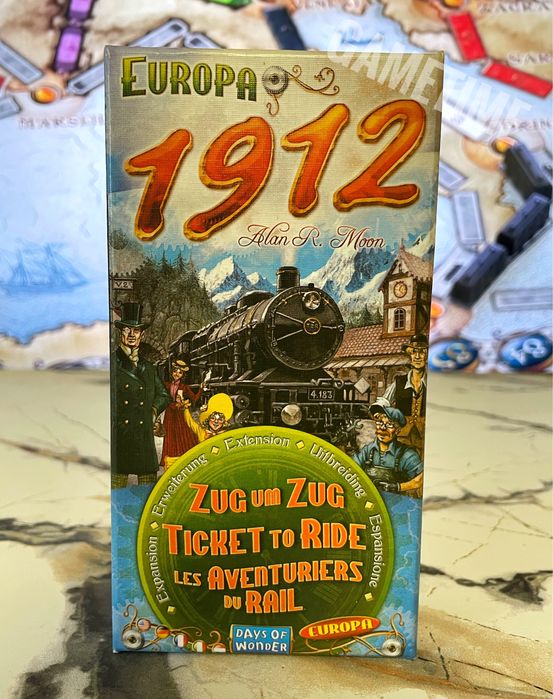 GAMETIME
EUROPA
1912
Alan R. Moon
4.183
Expansion ◆ Erweiterung ◆ Extension ◆ Uitbreiding ◆ Espansione
ZUG UM ZUG
TICKET TO RIDE
LES AVENTURIERS
DU RAIL
DAYS OF
WONDER
EUROPA